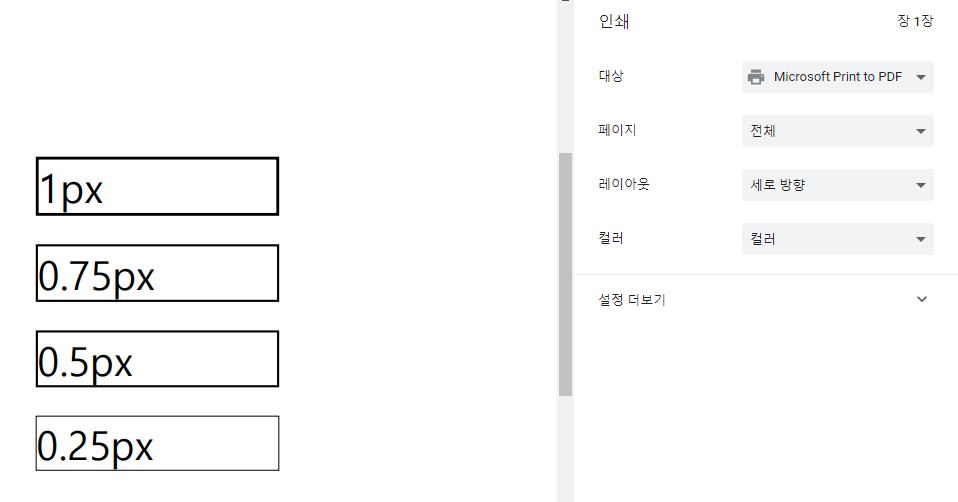 1px
0.75px
0.5px
0.25px
인쇄 장 1장
대상 Microsoft Print to PDF
페이지 전체
레이아웃 세로 방향
컬러 컬러
설정 더보기